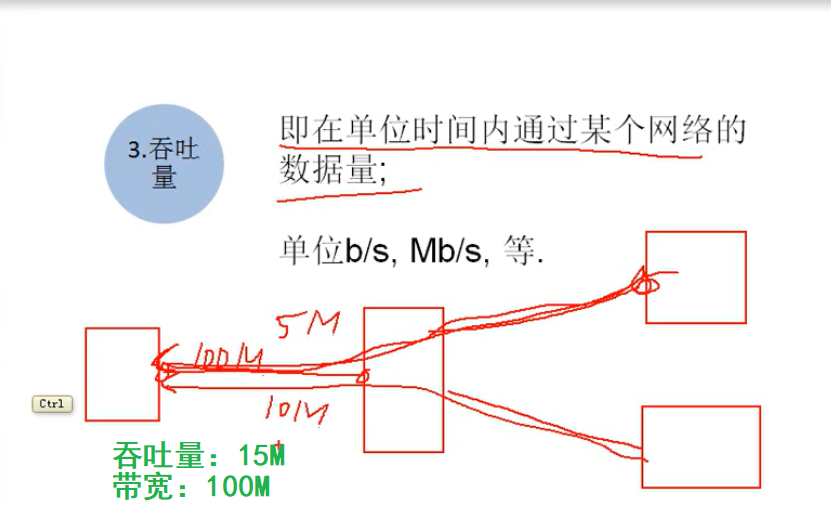 3.吞吐
量
即在单位时间内通过某个网络的
数据量;
单位b/s, Mb/s, 等.
5M
100M
10M
Ctrl
吞吐量：15M
带宽：100M